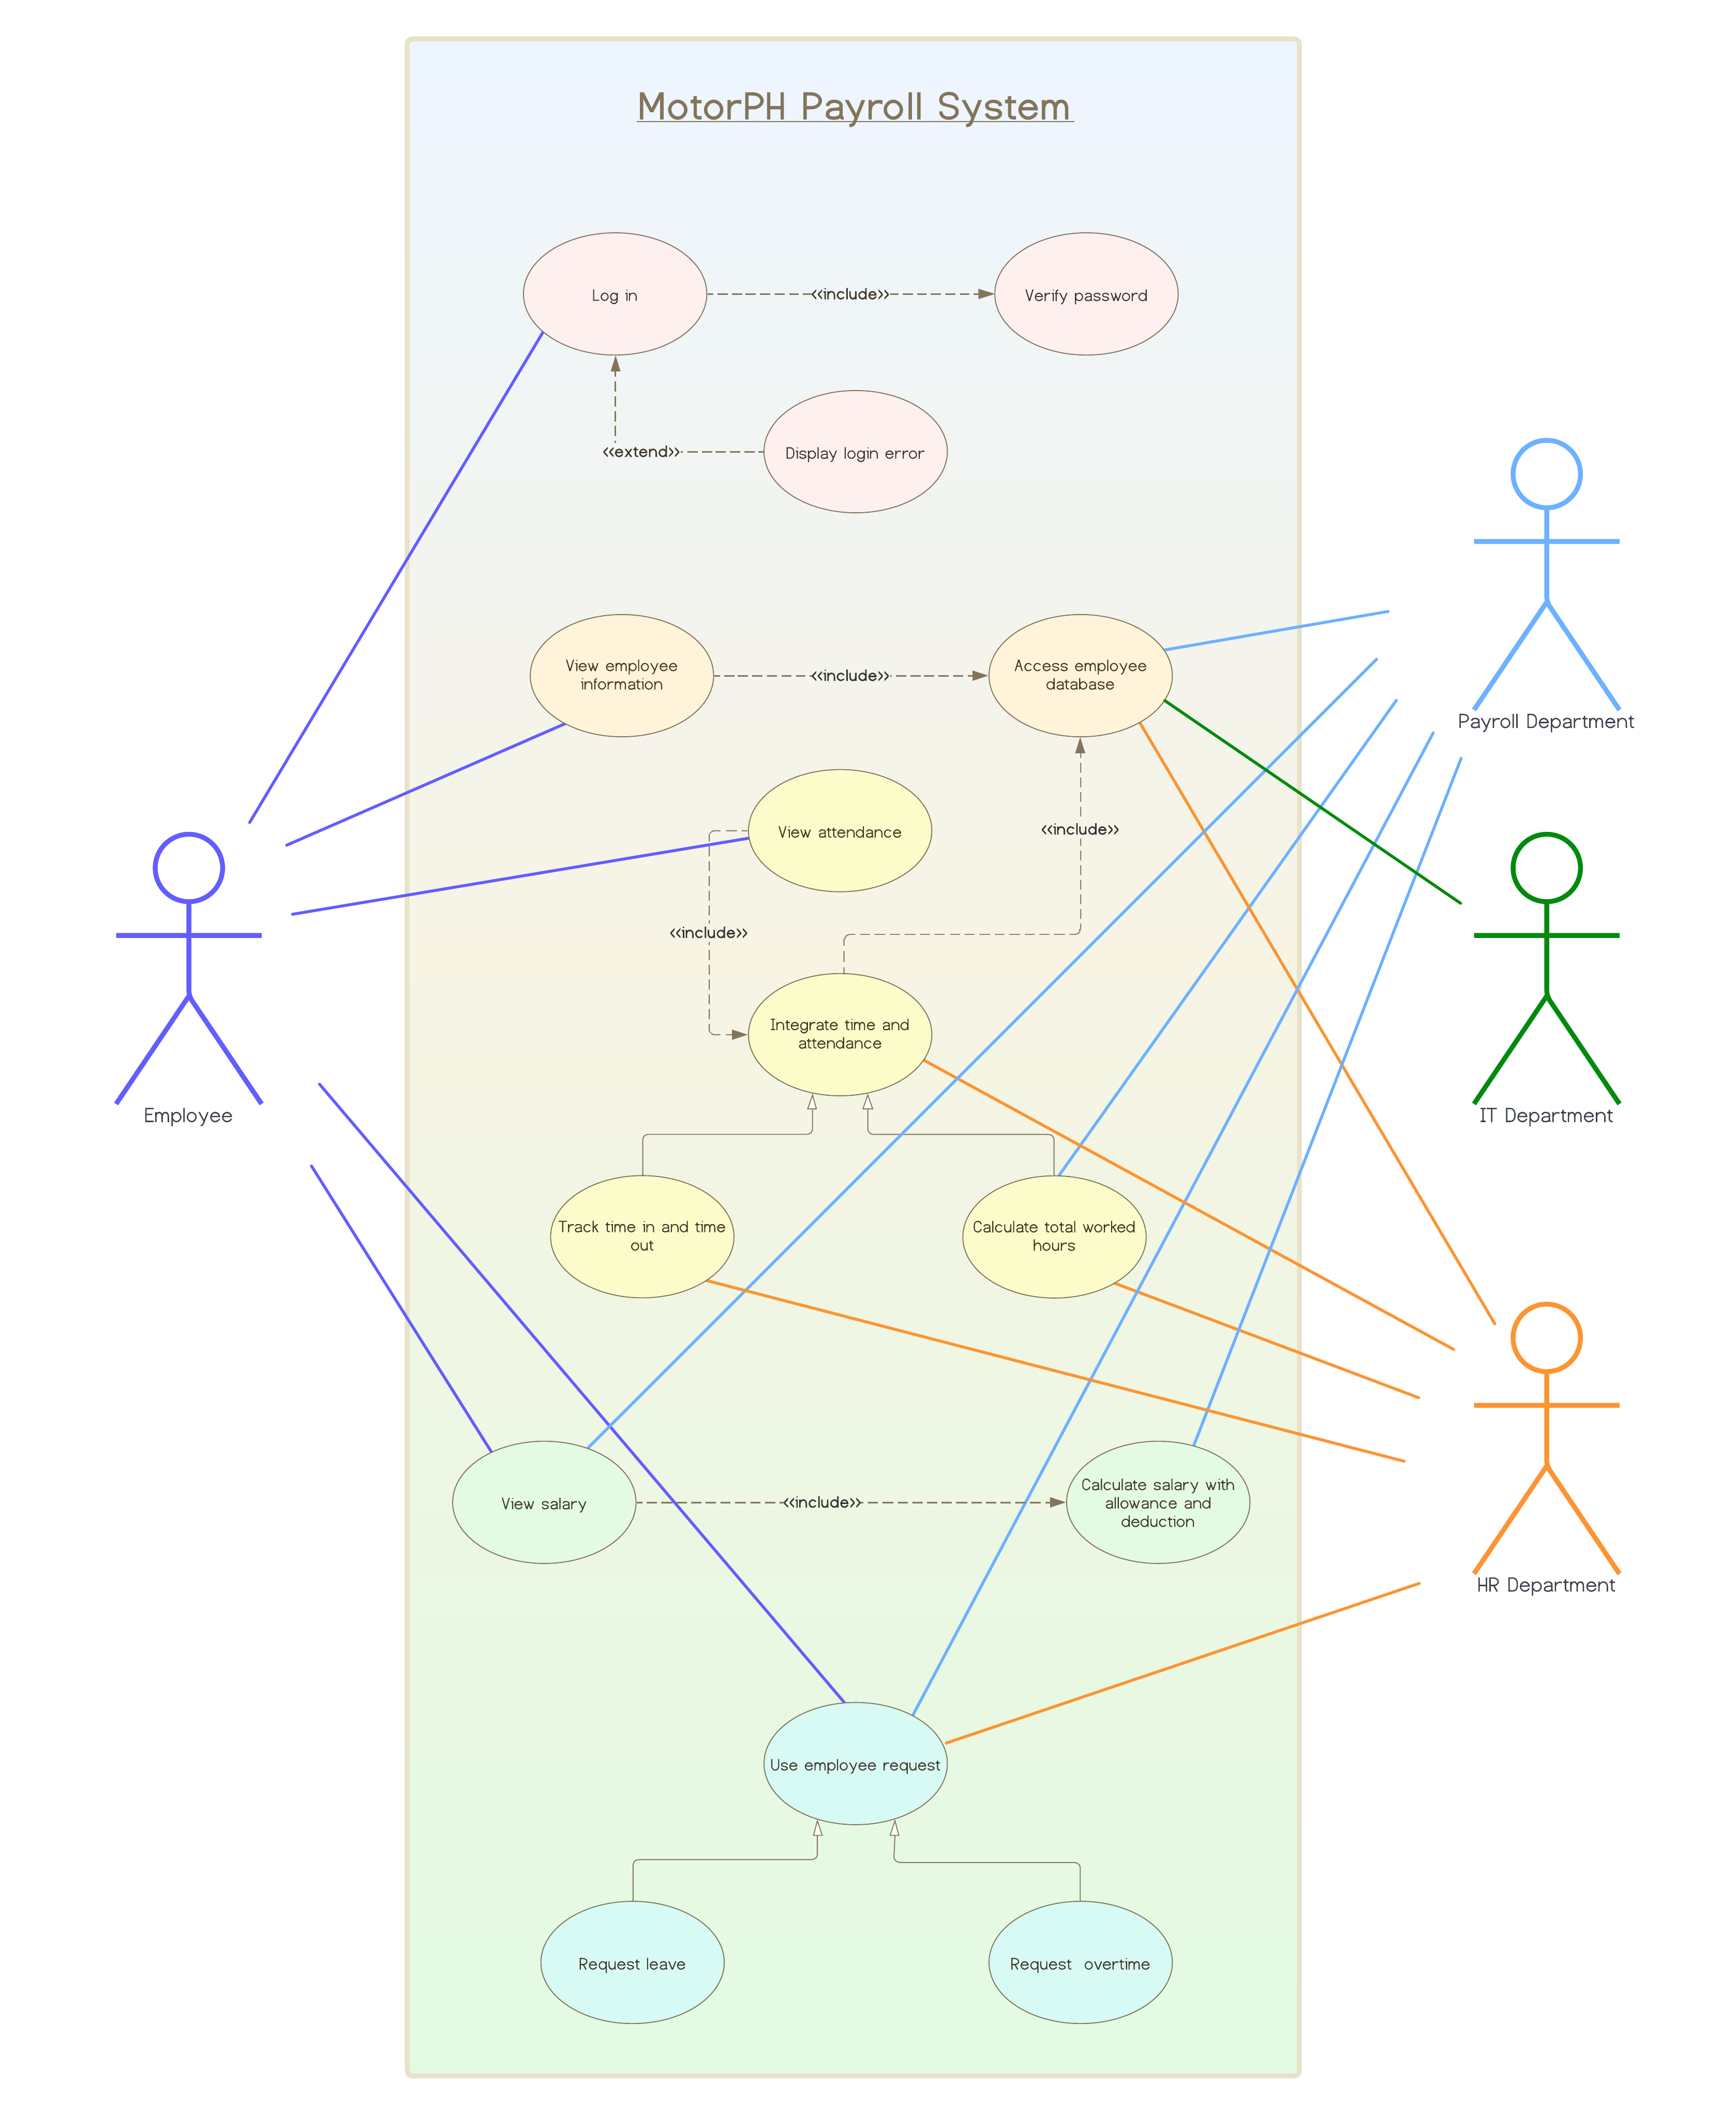 MotorPH Payroll System
Log in
<<include>>
Verify password
<<extend>>
Display login error
Payroll Department
View employee
information
<<include>>
Access employee
database
View attendance
<<include>>
<<include>>
Integrate time and
attendance
Employee
IT Department
Track time in and time
out
Calculate total worked
hours
View salary
<<include>>
Calculate salary with
allowance and
deduction
HR Department
Use employee request
Request leave
Request  overtime